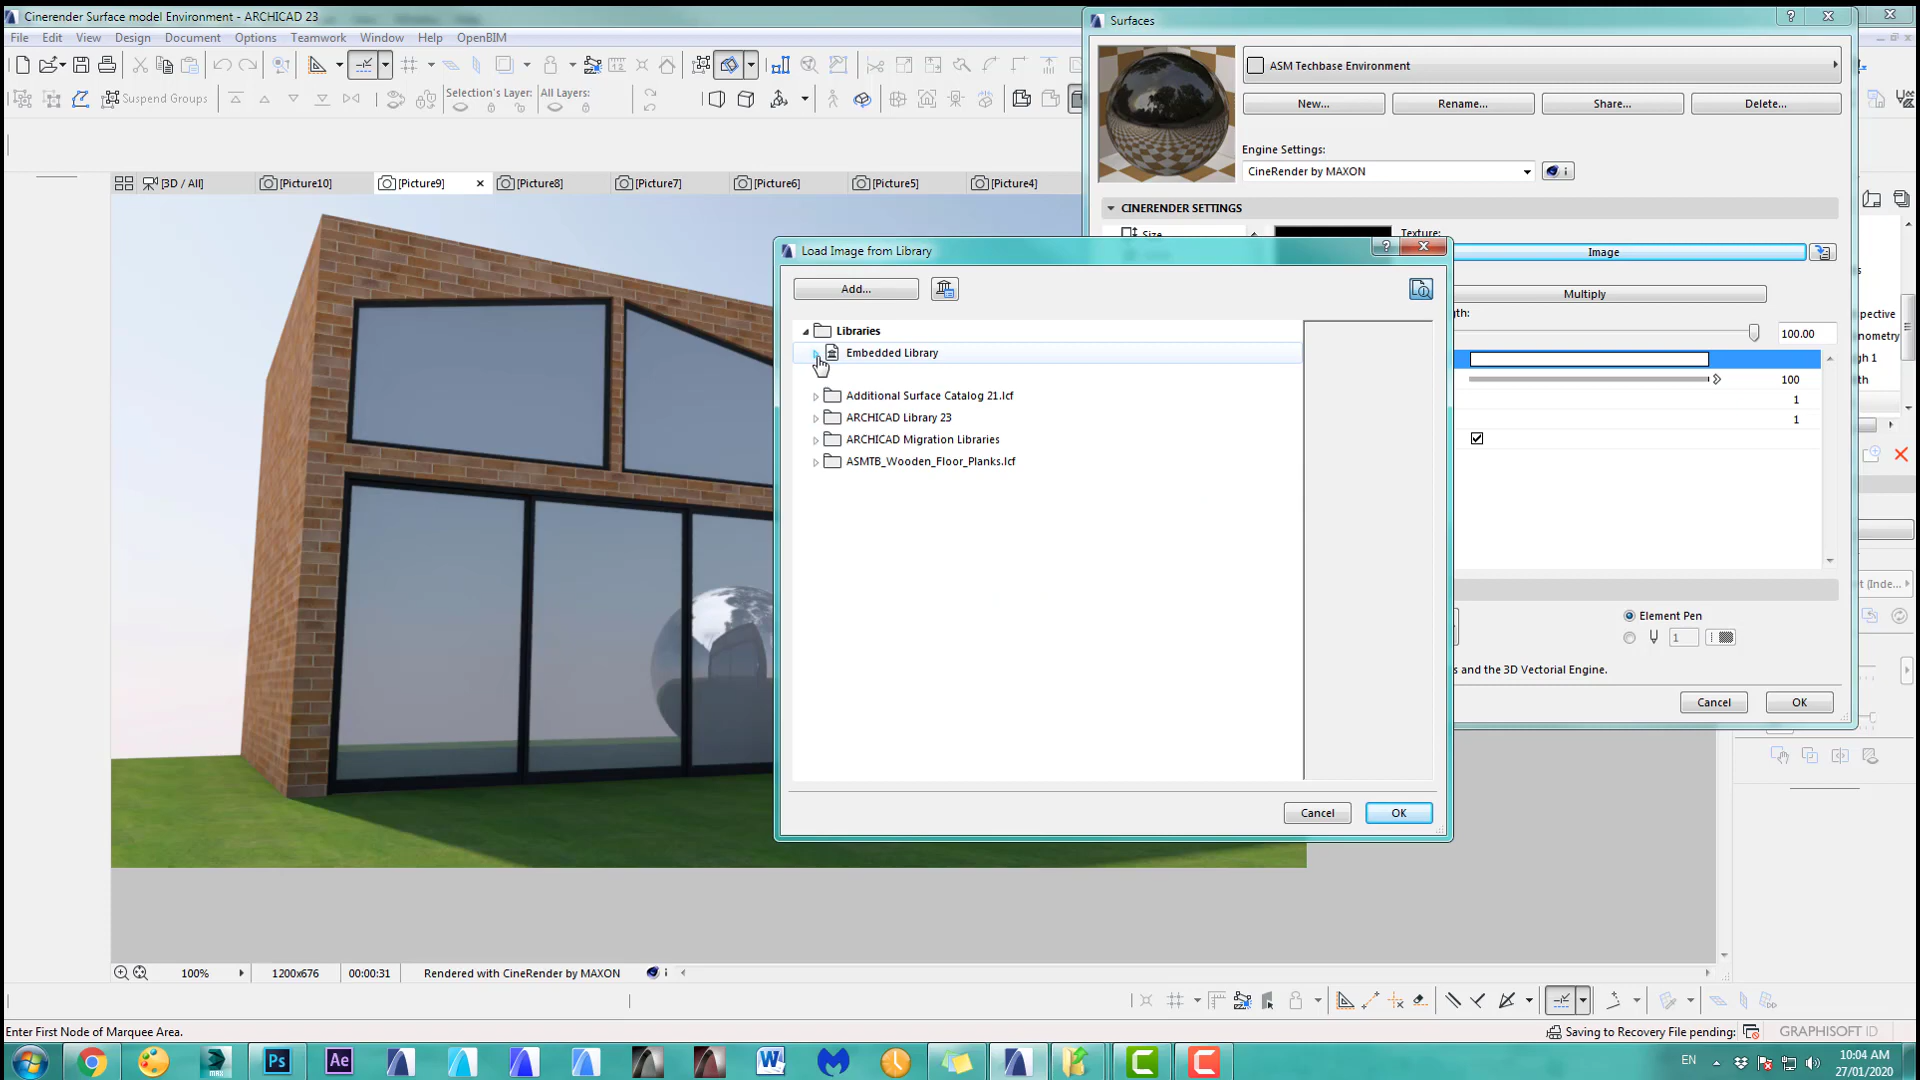 Cinerender Surface model Environment - ARCHICAD 23
File Edit View Design Document Options Teamwork Window Help OpenBIM
Suspend Groups
Selection's Layer:
All Layers:
[3D / All]
[Picture10]
[Picture9]
[Picture8]
[Picture7]
[Picture6]
[Picture5]
[Picture4]
Surfaces
ASM Techbase Environment
New...
Rename...
Share...
Delete...
Engine Settings:
CineRender by MAXON
CINERENDER SETTINGS
Size
Texture:
Image
Multiply
100.00
100
1
1
Load Image from Library
Add...
Libraries
Embedded Library
Additional Surface Catalog 21.lcf
ARCHICAD Library 23
ARCHICAD Migration Libraries
ASMTB_Wooden_Floor_Planks.lcf
Cancel
OK
Element Pen
1
s and the 3D Vectorial Engine.
Cancel
OK
100%
1200x676
00:00:31
Rendered with CineRender by MAXON
Enter First Node of Marquee Area.
Saving to Recovery File pending:
GRAPHISOFT ID
EN
10:04 AM
27/01/2020